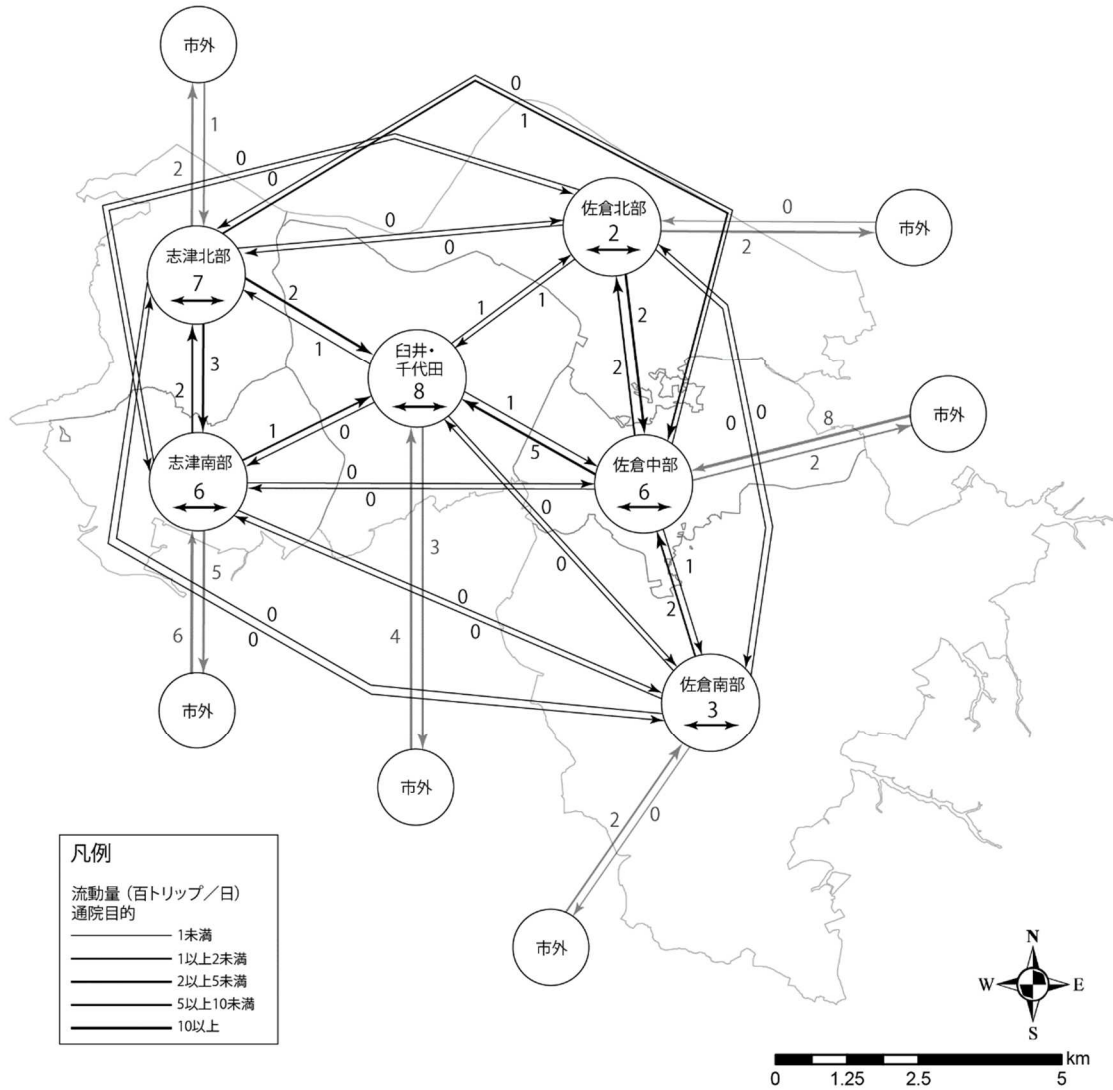 市外
0
1
1
2
0
0
佐倉北部
2
0
市外
2
志津北部
7
0
0
2
1
1
1
2
2
臼井・
千代田
8
3
2
0
0
8
市外
2
1
0
1
5
佐倉中部
6
志津南部
6
0
0
0
0
3
1
2
5
6
0
0
0
0
4
佐倉南部
3
市外
市外
2
0
市外
凡例
流動量（百トリップ／日）
通院目的
1未満
1以上2未満
2以上5未満
5以上10未満
10以上
N
W
E
S
km
0
1.25
2.5
5